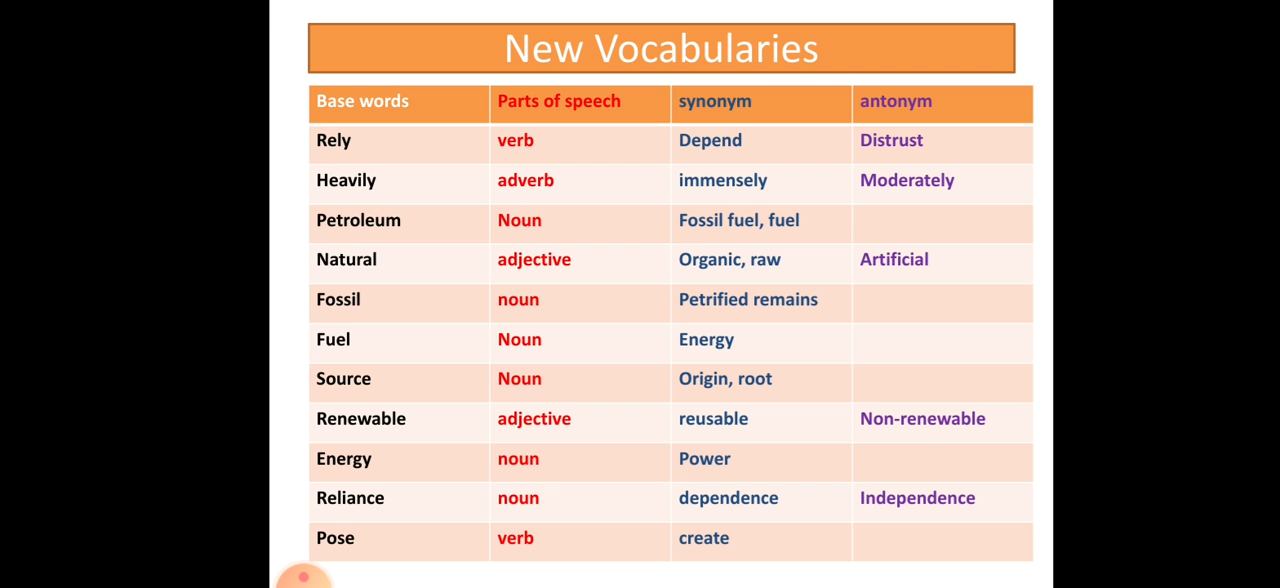 New Vocabularies
Base words Parts of speech synonym antonym
Rely verb Depend Distrust
Heavily adverb immensely Moderately
Petroleum Noun Fossil fuel, fuel
Natural adjective Organic, raw Artificial
Fossil noun Petrified remains
Fuel Noun Energy
Source Noun Origin, root
Renewable adjective reusable Non-renewable
Energy noun Power
Reliance noun dependence Independence
Pose verb create